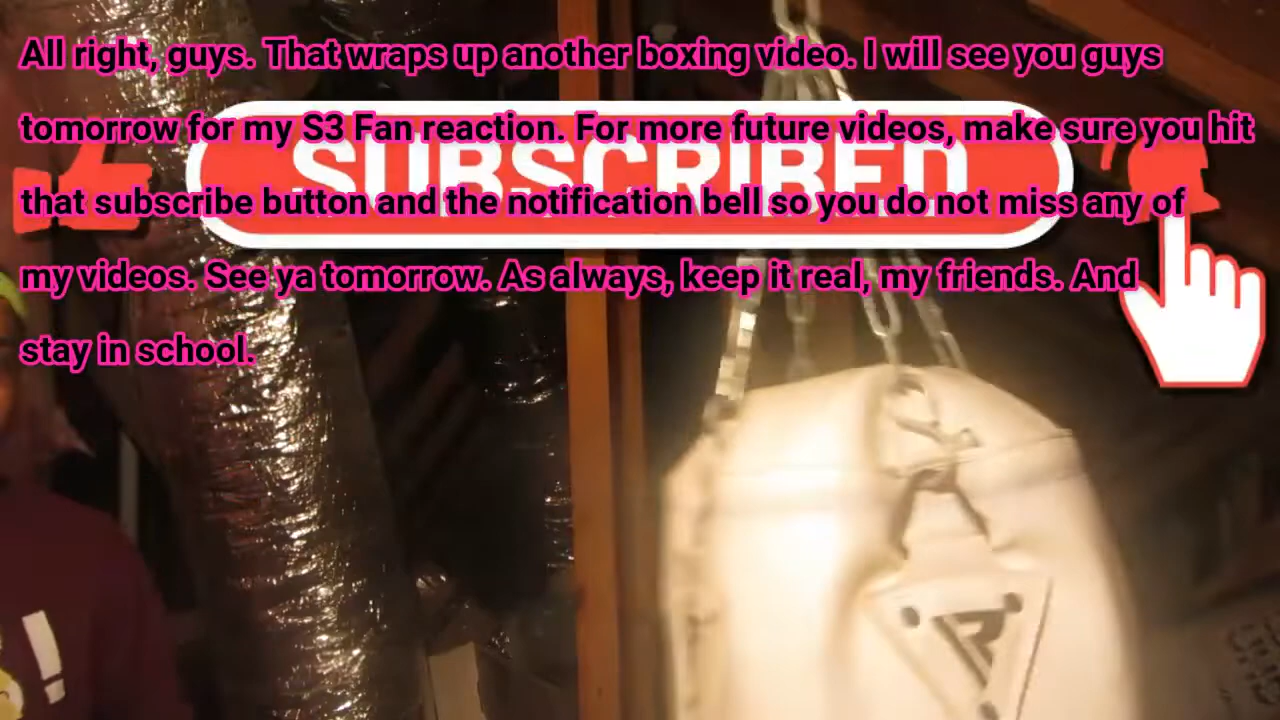 All right, guys. That wraps up another boxing video. I will see you guys
tomorrow for my S3 Fan reaction. For more future videos, make sure you hit
SUBSCRIBED
that subscribe button and the notification bell so you do not miss any of
my videos. See ya tomorrow. As always, keep it real, my friends. And
stay in school.
!